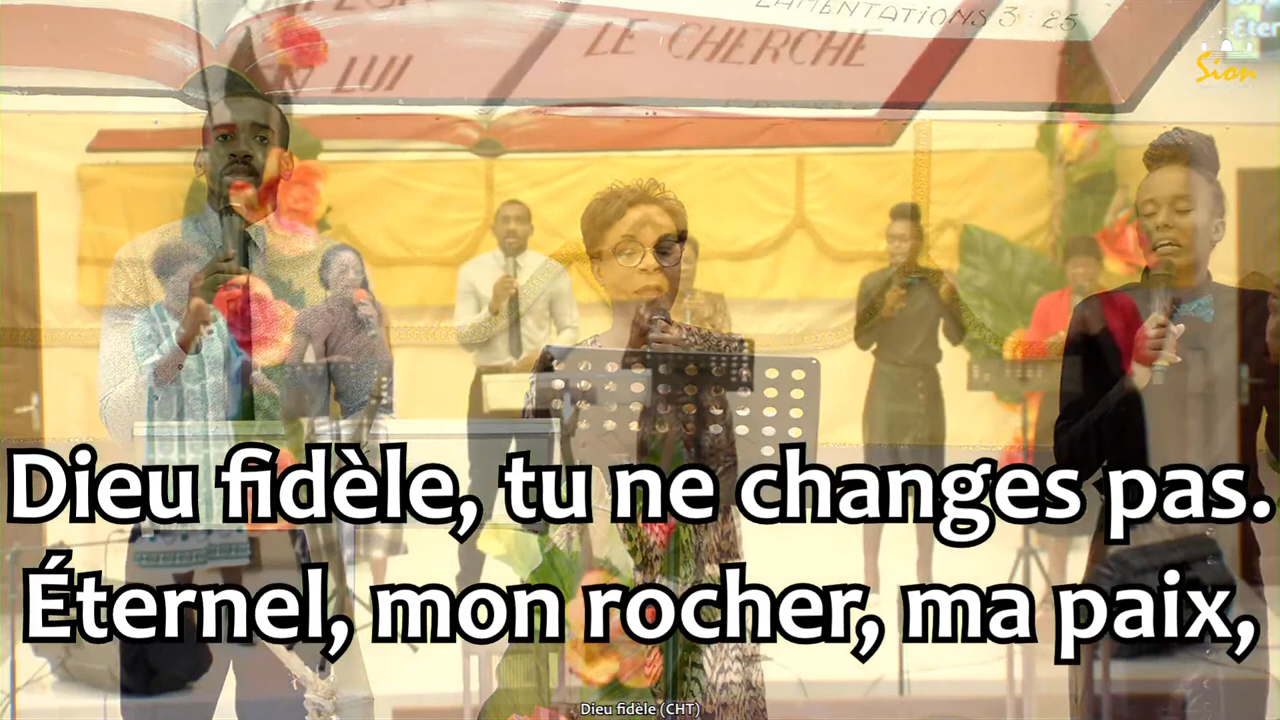 LAMENTATIONS 3 : 25
LE CHERCHE
LUI
Sion
Dieu fidèle, tu ne changes pas.
Éternel, mon rocher, ma paix,
Dieu fidèle (CHT)